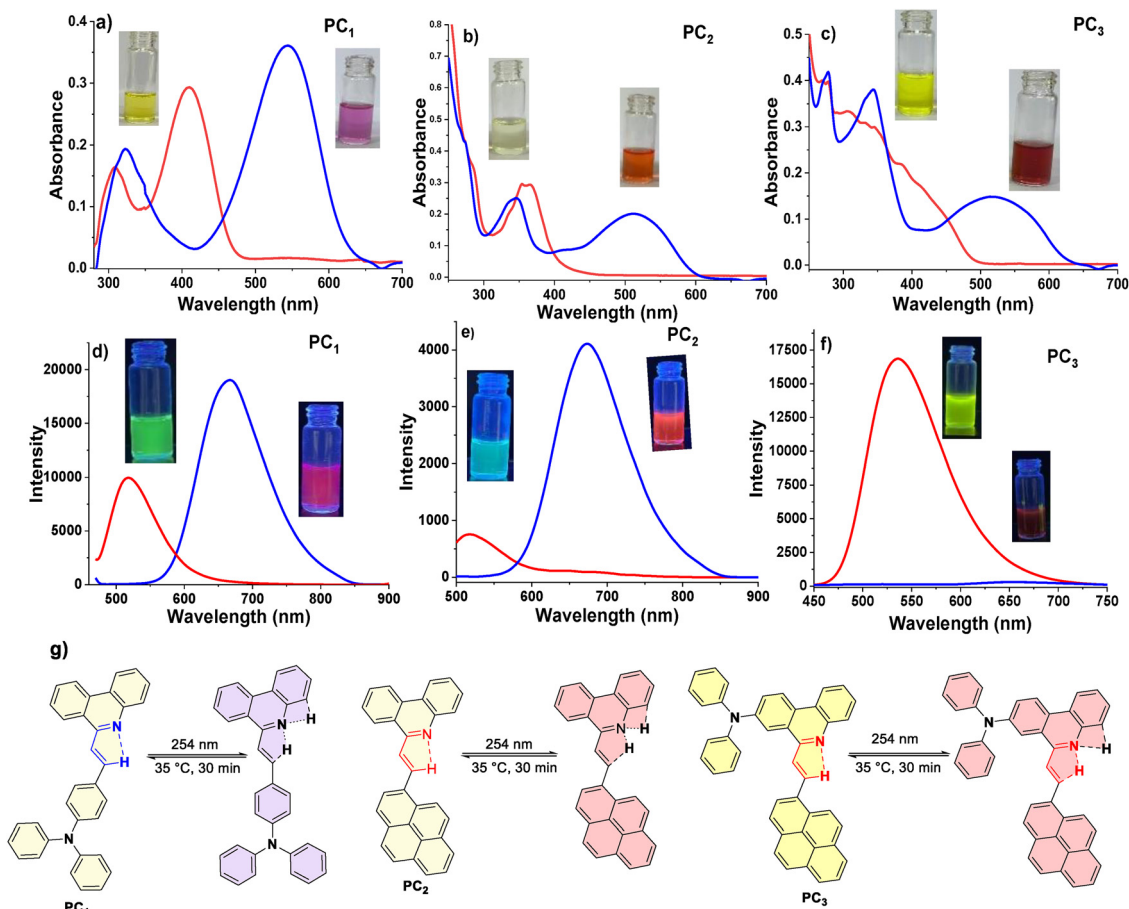 a)
PC1
0.4
0.3
0.2
0.1
0.0
Absorbance
300 400 500 600 700
Wavelength (nm)
b)
PC2
0.8
0.7
0.6
0.5
0.4
0.3
0.2
0.1
0.0
Absorbance
300 400 500 600 700
Wavelength (nm)
c)
PC3
0.5
0.4
0.3
0.2
0.1
0.0
Absorbance
300 400 500 600 700
Wavelength (nm)
d)
PC1
20000
15000
10000
5000
0
Intensity
500 600 700 800 900
Wavelength (nm)
e)
PC2
4000
3000
2000
1000
0
Intensity
500 600 700 800 900
Wavelength (nm)
f)
PC3
17500
15000
12500
10000
7500
5000
2500
0
Intensity
450 500 550 600 650 700 750
Wavelength (nm)
g)
N
H
N
254 nm
35 °C, 30 min
N H
H
N
N
H
PC2
254 nm
35 °C, 30 min
N H
H
N
N
H
PC3
254 nm
35 °C, 30 min
N
N
H
H